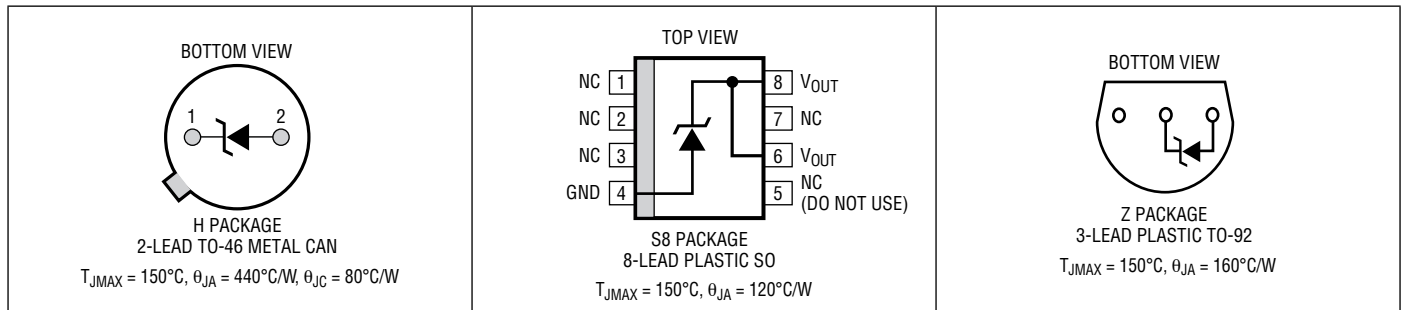 BOTTOM VIEW
1 2
H PACKAGE
2-LEAD TO-46 METAL CAN
TJMAX = 150°C, θJA = 440°C/W, θJC = 80°C/W
TOP VIEW
NC 1
NC 2
NC 3
GND 4
8 VOUT
7 NC
6 VOUT
5 NC
(DO NOT USE)
S8 PACKAGE
8-LEAD PLASTIC SO
TJMAX = 150°C, θJA = 120°C/W
BOTTOM VIEW
Z PACKAGE
3-LEAD PLASTIC TO-92
TJMAX = 150°C, θJA = 160°C/W